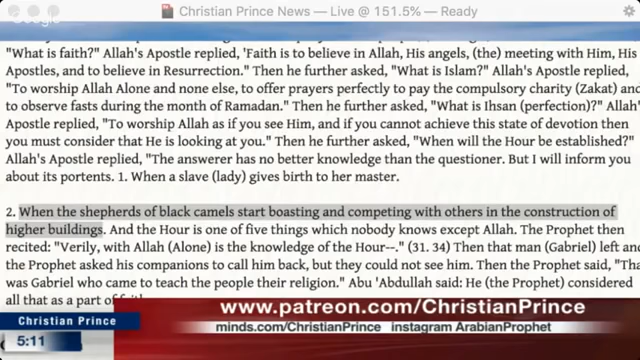 Christian Prince News — Live @ 151.5% — Ready
Google
"What is faith?" Allah's Apostle replied, 'Faith is to believe in Allah, His angels, (the) meeting with Him, His
Apostles, and to believe in Resurrection." Then he further asked, "What is Islam?" Allah's Apostle replied,
"To worship Allah Alone and none else, to offer prayers perfectly to pay the compulsory charity (Zakat) and
to observe fasts during the month of Ramadan." Then he further asked, "What is Ihsan (perfection)?" Allah
Apostle replied, "To worship Allah as if you see Him, and if you cannot achieve this state of devotion then
you must consider that He is looking at you." Then he further asked, "When will the Hour be established?"
Allah's Apostle replied, "The answerer has no better knowledge than the questioner. But I will inform you
about its portents. 1. When a slave (lady) gives birth to her master.
2. When the shepherds of black camels start boasting and competing with others in the construction of
higher buildings. And the Hour is one of five things which nobody knows except Allah. The Prophet then
recited: "Verily, with Allah (Alone) is the knowledge of the Hour--." (31. 34) Then that man (Gabriel) left and
the Prophet asked his companions to call him back, but they could not see him. Then the Prophet said, "Tha
was Gabriel who came to teach the people their religion." Abu 'Abdullah said: He (the Prophet) considered
all that as a part of faith.
www.patreon.com/ChristianPrince
Christian Prince
minds.com/ChristianPrince instagram ArabianProphet
5:11